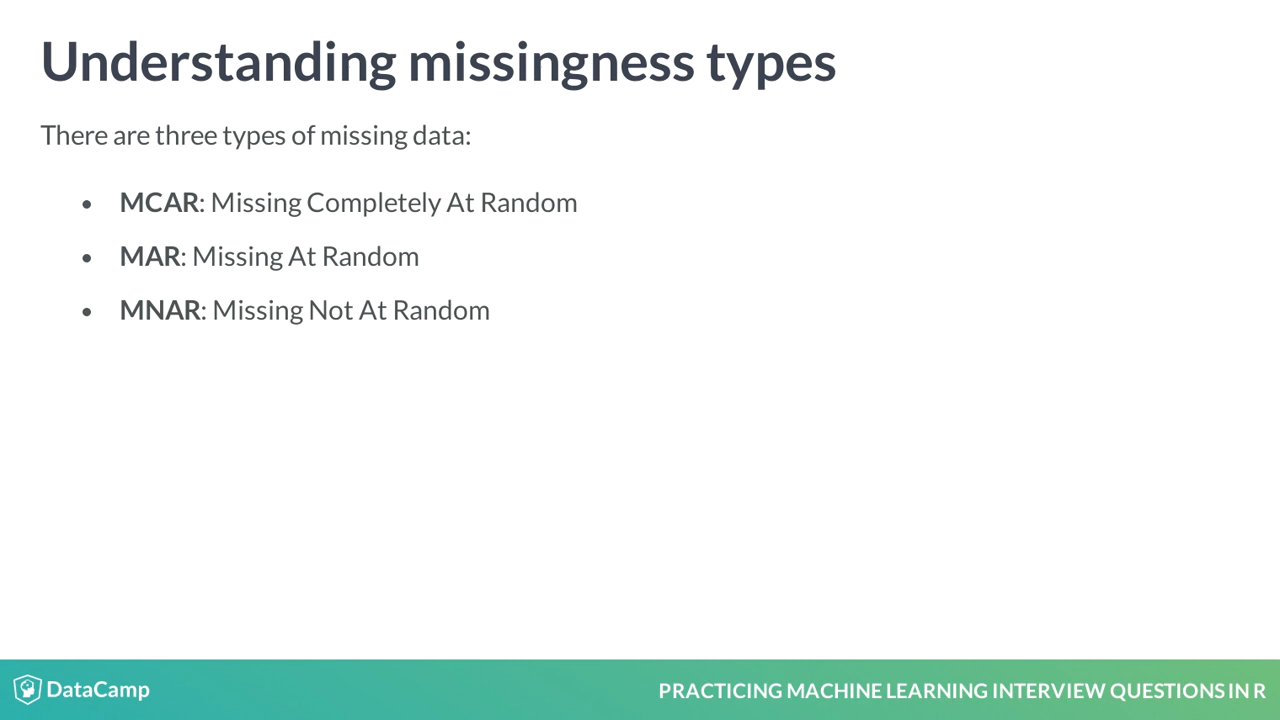 Understanding missingness types
There are three types of missing data:
• MCAR: Missing Completely At Random
• MAR: Missing At Random
• MNAR: Missing Not At Random
DataCamp
PRACTICING MACHINE LEARNING INTERVIEW QUESTIONS IN R